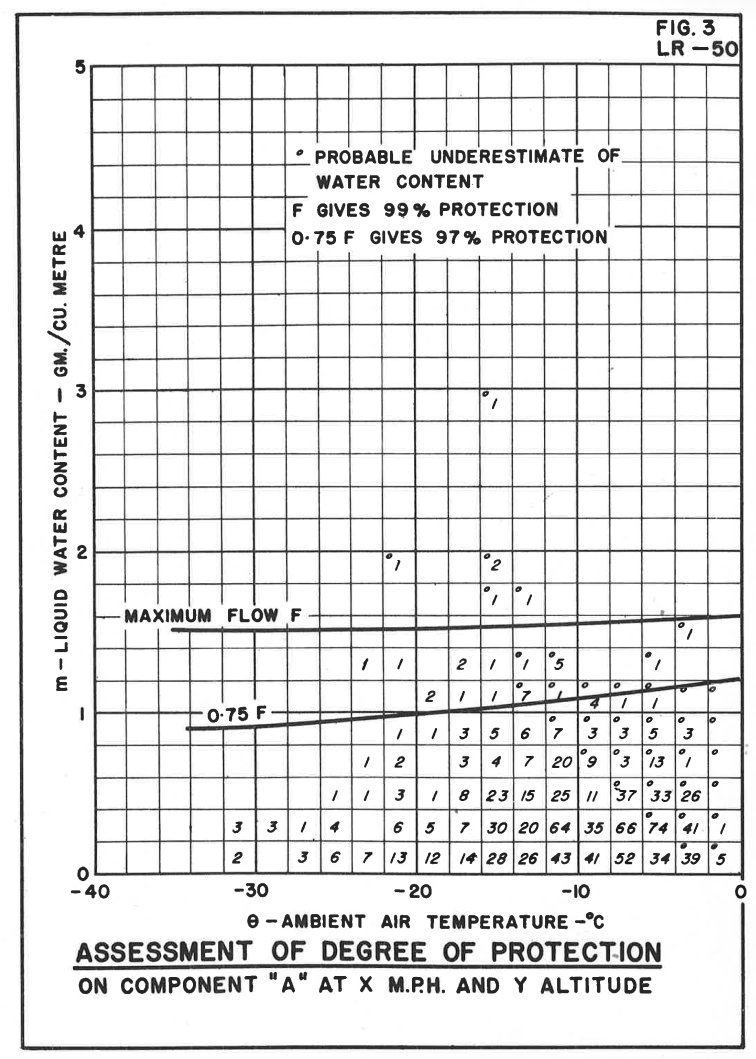 FIG. 3
LR – 50
5
° PROBABLE UNDERESTIMATE OF
WATER CONTENT
F GIVES 99% PROTECTION
4
0·75 F GIVES 97% PROTECTION
m – LIQUID WATER CONTENT – GM./CU. METRE
3
°1
2
°1 °2
°1 °1
MAXIMUM FLOW F
°1
1 1 2 1 °1 °5 °1
2 1 1 °7 °1 ° 4 °1 °1 ° °
0·75 F
1
1 1 3 5 6 °7 °3 °3 °5 °3 °
1 2 3 4 7 20 °9 °3 °13 °1 °
1 1 3 1 8 23 15 25 11 °37 °33 °26 °
3 3 1 4 6 5 7 30 20 64 35 66 °74 °41 °1
2 3 6 7 13 12 14 28 26 43 41 52 34 °39 °5
0
-40 -30 -20 -10 0
θ – AMBIENT AIR TEMPERATURE – °C
ASSESSMENT OF DEGREE OF PROTECTION
ON COMPONENT "A" AT X M.P.H. AND Y ALTITUDE